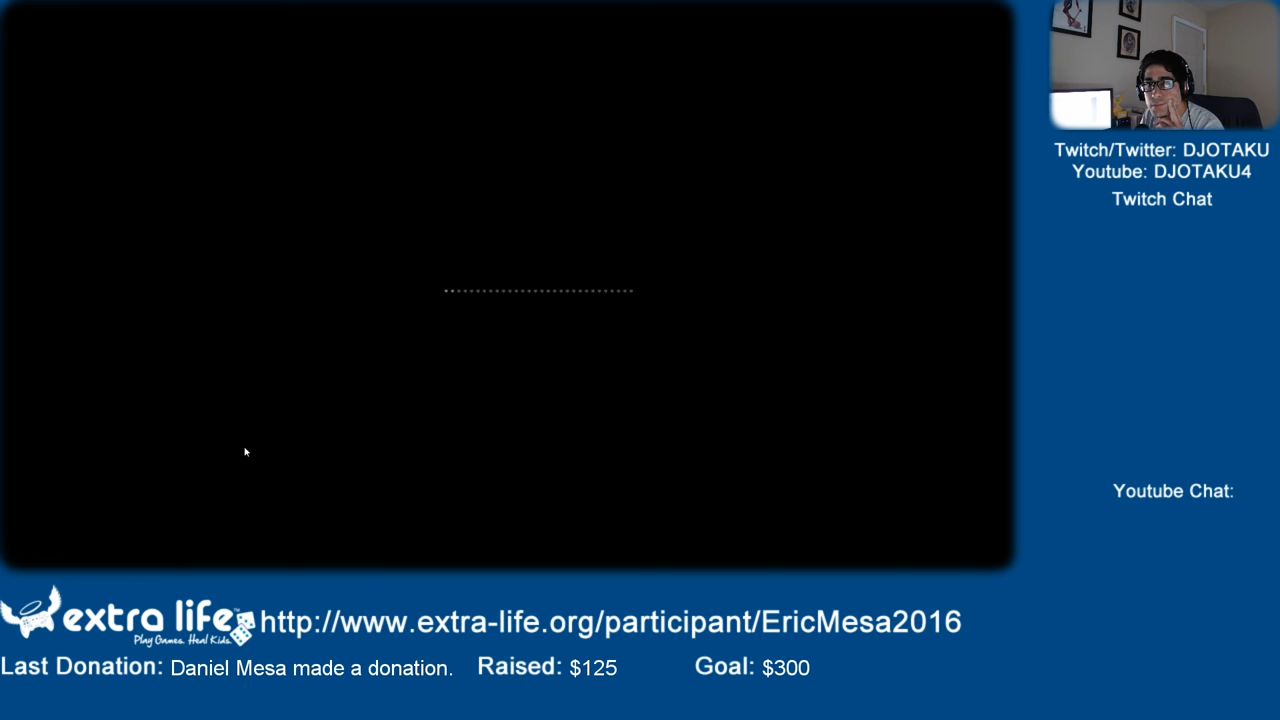 Twitch/Twitter: DJOTAKU
Youtube: DJOTAKU4
Twitch Chat
Youtube Chat:
extra life
Play Games. Heal Kids.
http://www.extra-life.org/participant/EricMesa2016
Last Donation: Daniel Mesa made a donation. Raised: $125 Goal: $300